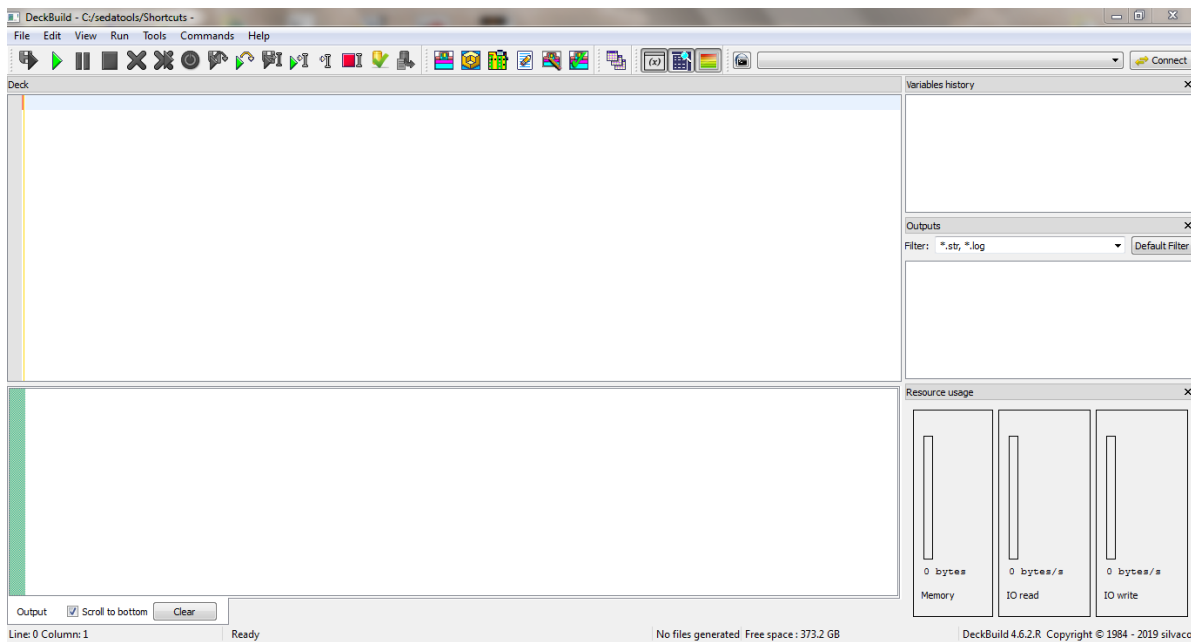 DeckBuild - C:/sedatools/Shortcuts -
File Edit View Run Tools Commands Help
(x) Connect
Deck
Variables history
Outputs
Filter: *.str, *.log Default Filter
Resource usage
0 bytes 0 bytes/s 0 bytes/s
Memory IO read IO write
Output Scroll to bottom Clear
Line: 0 Column: 1 Ready No files generated Free space : 373.2 GB DeckBuild 4.6.2.R Copyright © 1984 - 2019 silvaco